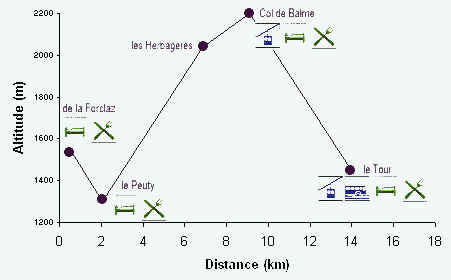 2200
Col de Balme
les Herbageres
2000
Altitude (m)
1800
de la Forclaz
1600
le Tour
le Peuty
1400
1200
0 2 4 6 8 10 12 14 16 18
Distance (km)